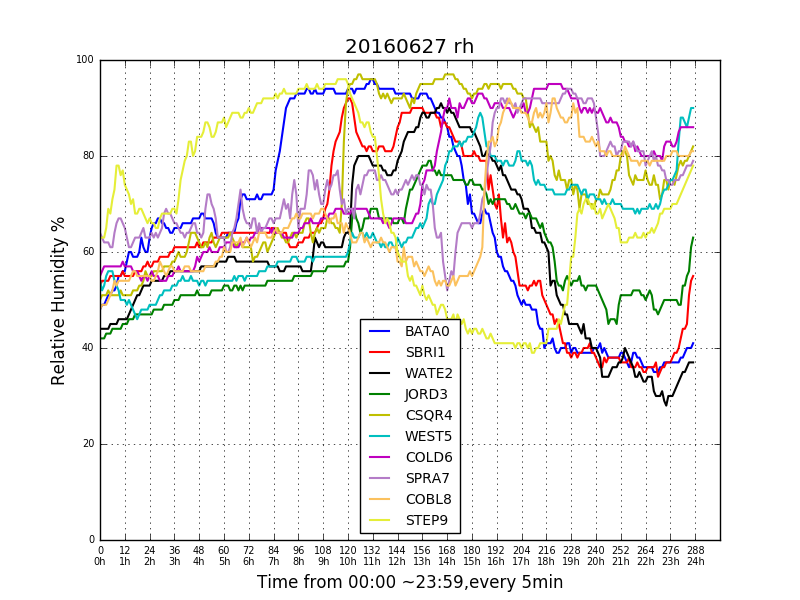 20160627 rh
Relative Humidity %
100
80
60
40
20
0
BATA0
SBRI1
WATE2
JORD3
CSQR4
WEST5
COLD6
SPRA7
COBL8
STEP9
0 12 24 36 48 60 72 84 96 108 120 132 144 156 168 180 192 204 216 228 240 252 264 276 288
0h 1h 2h 3h 4h 5h 6h 7h 8h 9h 10h 11h 12h 13h 14h 15h 16h 17h 18h 19h 20h 21h 22h 23h 24h
Time from 00:00 ~23:59,every 5min